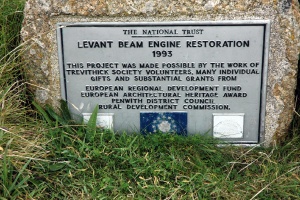 THE NATIONAL TRUST
LEVANT BEAM ENGINE RESTORATION
1993
THIS PROJECT WAS MADE POSSIBLE BY THE WORK OF
TREVITHICK SOCIETY VOLUNTEERS, MANY INDIVIDUAL
GIFTS AND SUBSTANTIAL GRANTS FROM
EUROPEAN REGIONAL DEVELOPMENT FUND
EUROPEAN ARCHITECTURAL HERITAGE AWARD
PENWITH DISTRICT COUNCIL
RURAL DEVELOPMENT COMMISSION.